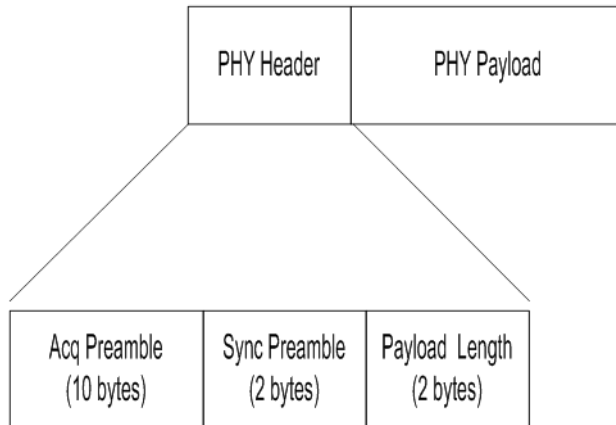 PHY Header
PHY Payload
Acq Preamble
(10 bytes)
Sync Preamble
(2 bytes)
Payload Length
(2 bytes)